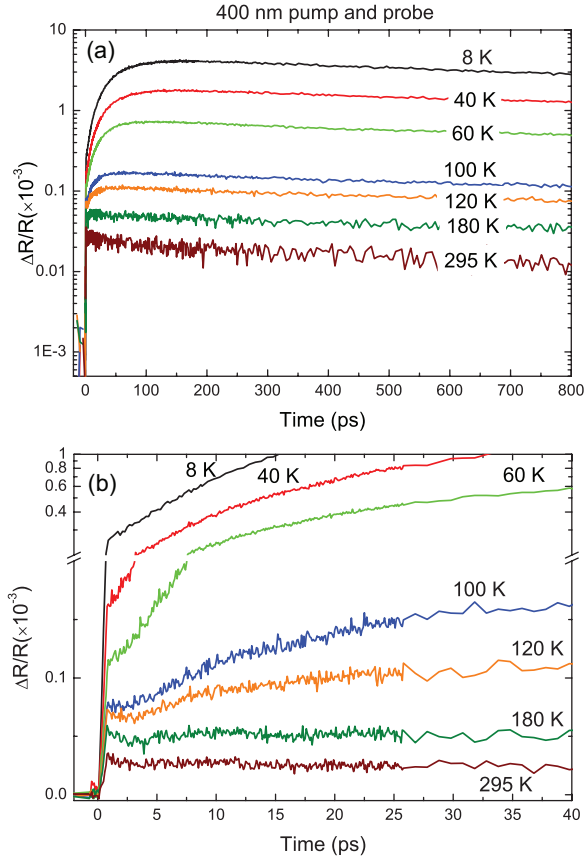 400 nm pump and probe
(a)
10
1
0.1
0.01
1E-3
ΔR/R(×10⁻³)
8 K
40 K
60 K
100 K
120 K
180 K
295 K
0 100 200 300 400 500 600 700 800
Time (ps)
(b)
1
0.8
0.6
0.4
0.1
0.0
ΔR/R(×10⁻³)
8 K
40 K
60 K
100 K
120 K
180 K
295 K
0 5 10 15 20 25 30 35 40
Time (ps)